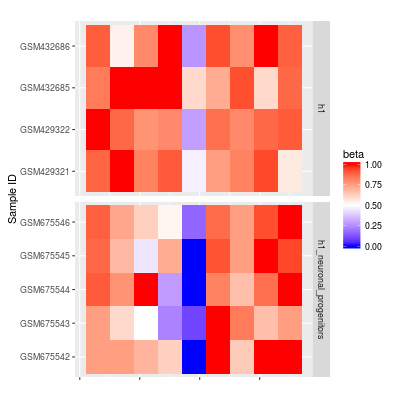 GSM432686
GSM432685
GSM429322
GSM429321
h1
GSM675546
GSM675545
GSM675544
GSM675543
GSM675542
h1_neuronal_progenitors
Sample ID
beta
1.00
0.75
0.50
0.25
0.00